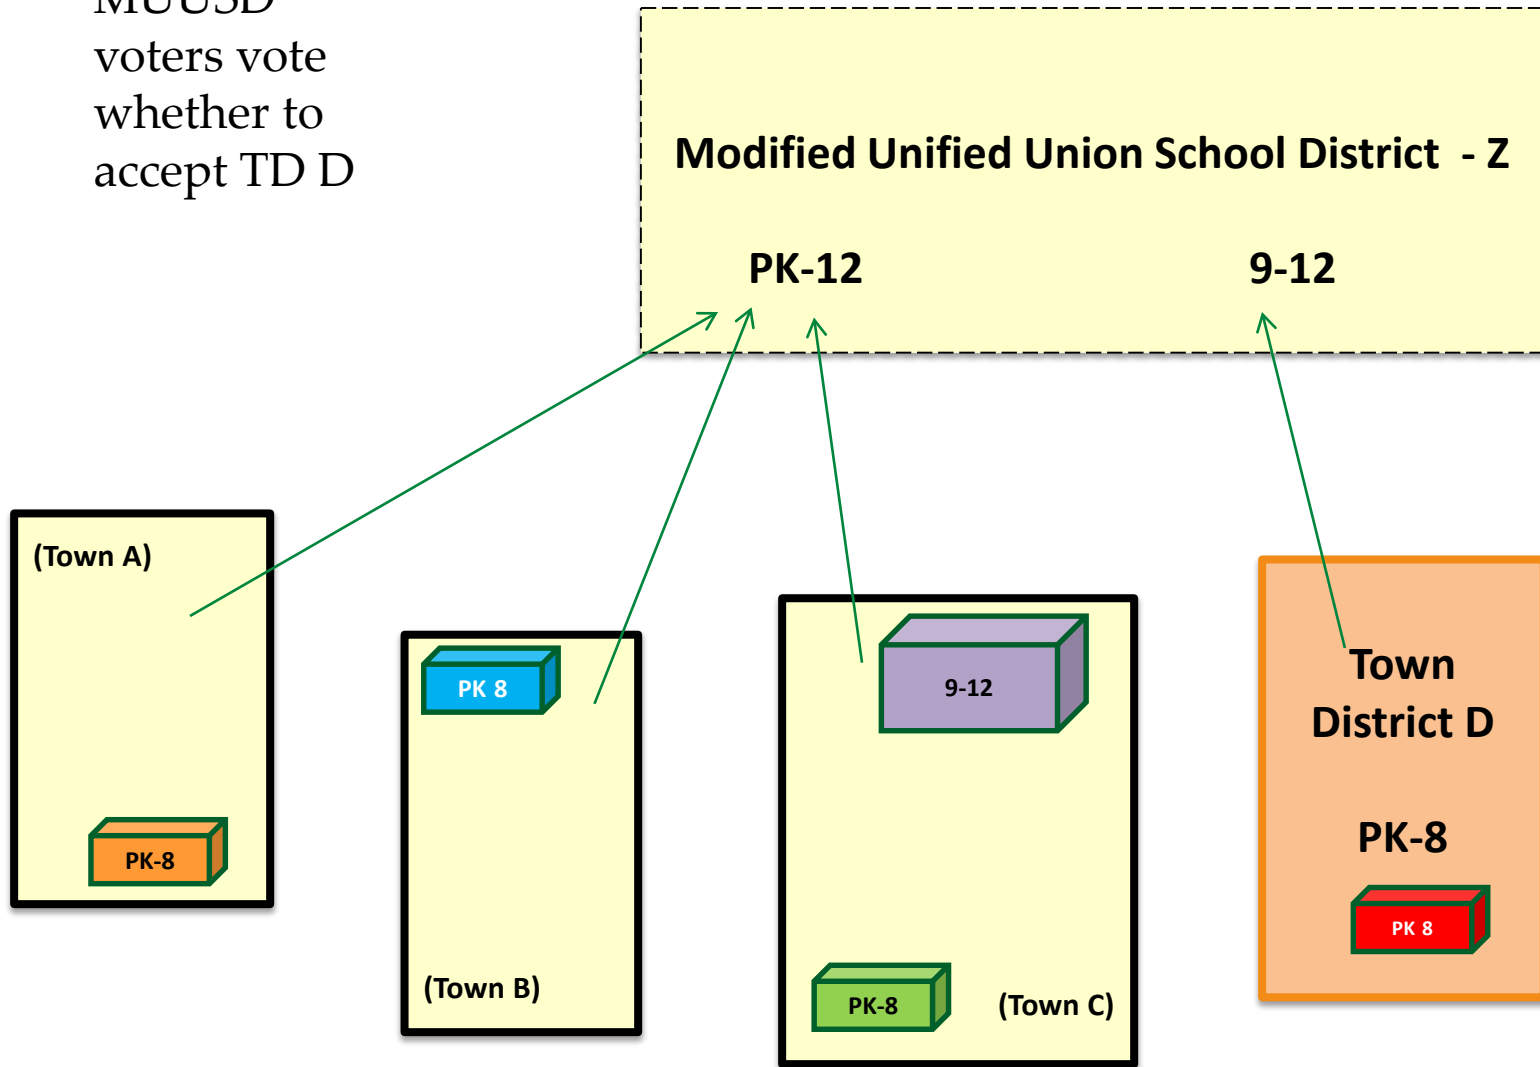 MUUSD
voters vote
whether to
accept TD D
Modified Unified Union School District - Z
PK-12
9-12
(Town A)
PK-8
PK 8
(Town B)
9-12
PK-8
(Town C)
Town
District D
PK-8
PK 8